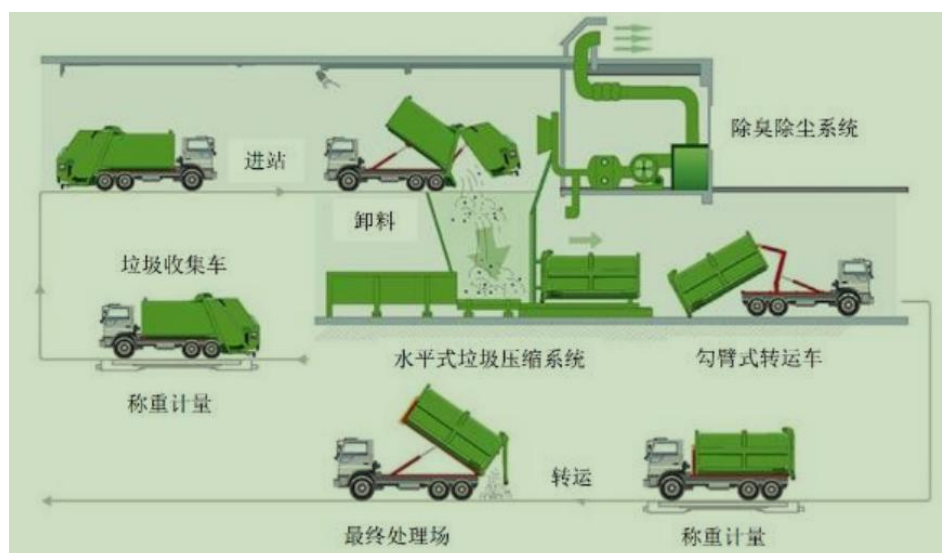 除臭除尘系统
进站
卸料
垃圾收集车
水平式垃圾压缩系统
勾臂式转运车
称重计量
转运
最终处理场
称重计量